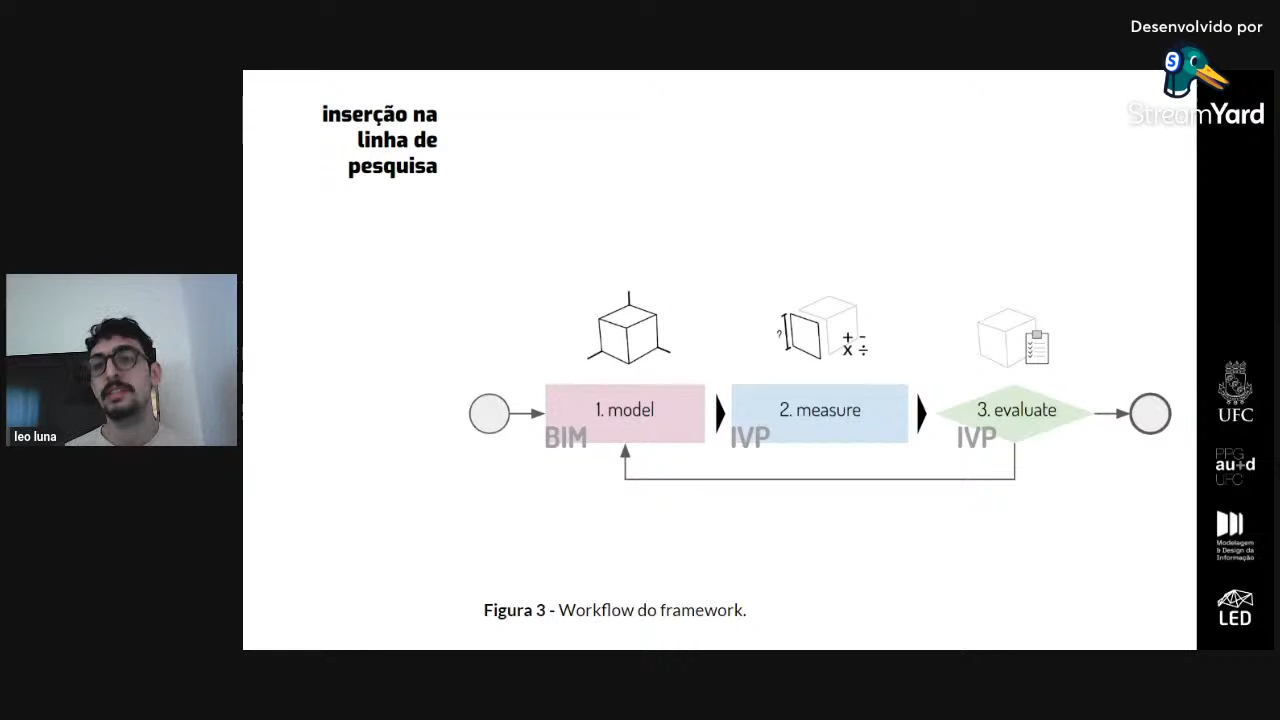 Desenvolvido por
StreamYard
inserção na
linha de
pesquisa
?
+ -
x ÷
1. model
2. measure
3. evaluate
BIM
IVP
IVP
leo luna
Figura 3 - Workflow do framework.
UFC
PPG
au+d
UFC
Modelagem
& Design da
Informação
LED